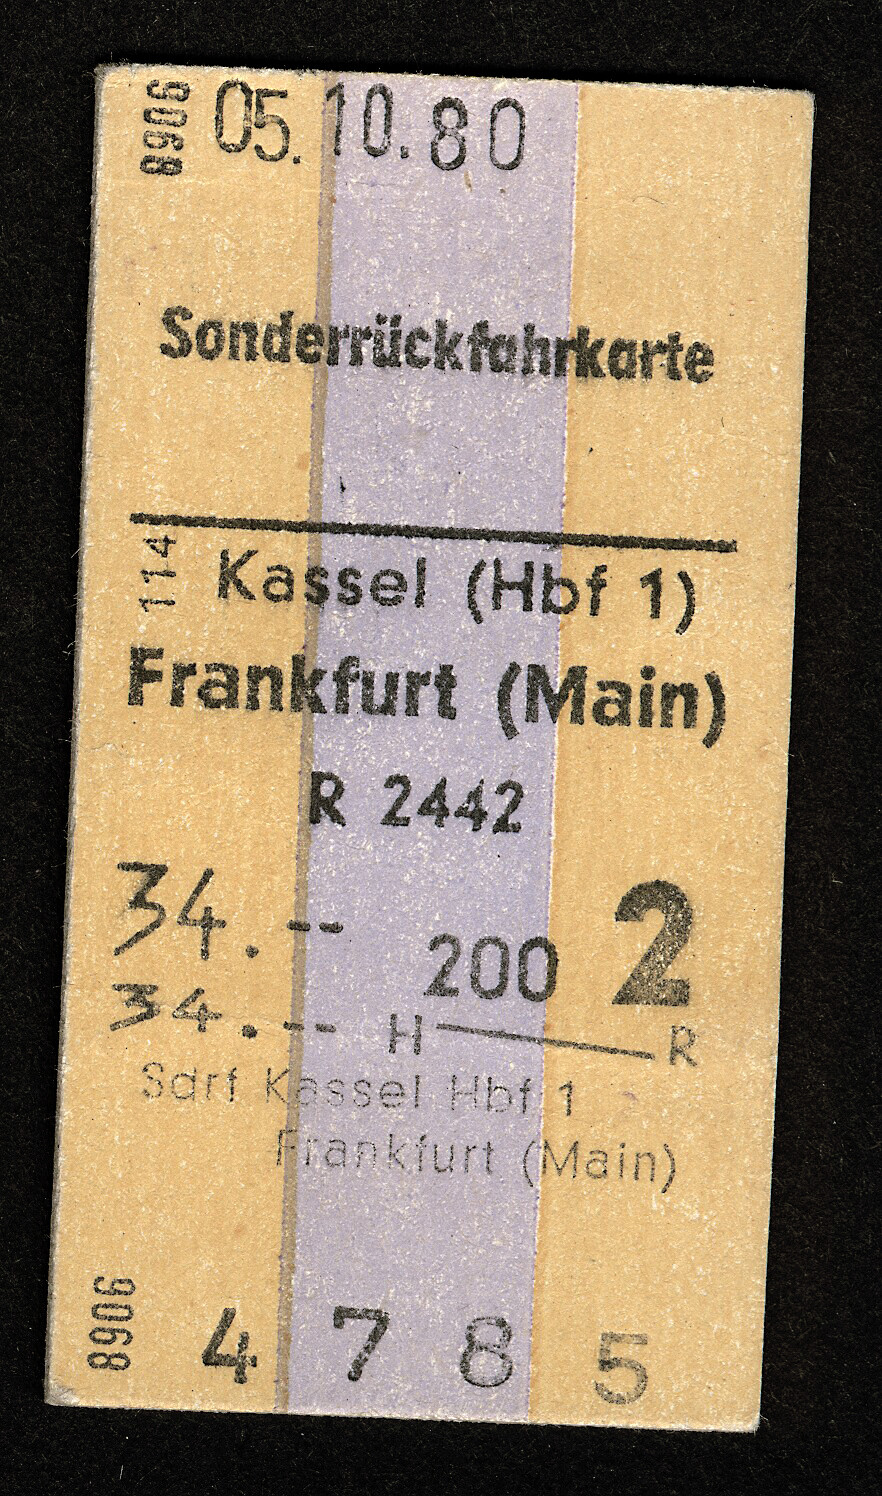 8906 05.10.80
Sonderrückfahrkarte
114 Kassel (Hbf 1)
Frankfurt (Main)
R 2442
34.--
200 2
34.-- H R
Sdrf Kassel Hbf 1
Frankfurt (Main)
8906 4 7 8 5